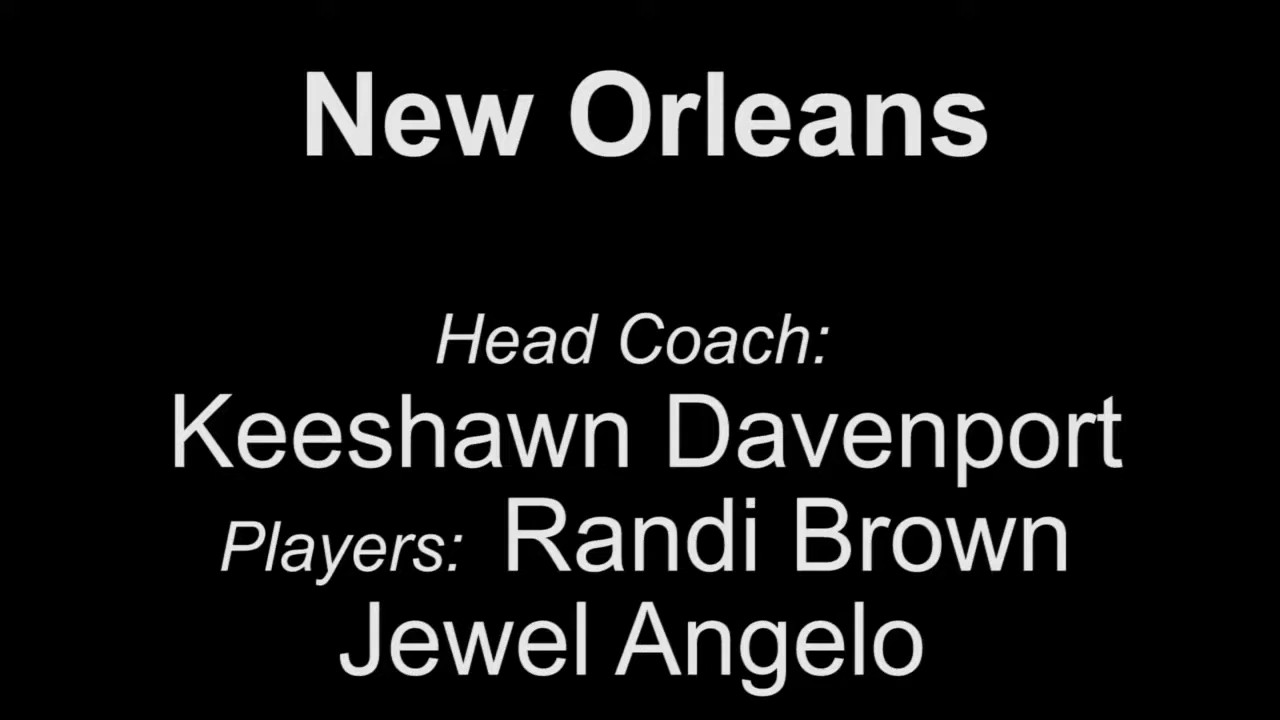 New Orleans
Head Coach:
Keeshawn Davenport
Players: Randi Brown
Jewel Angelo